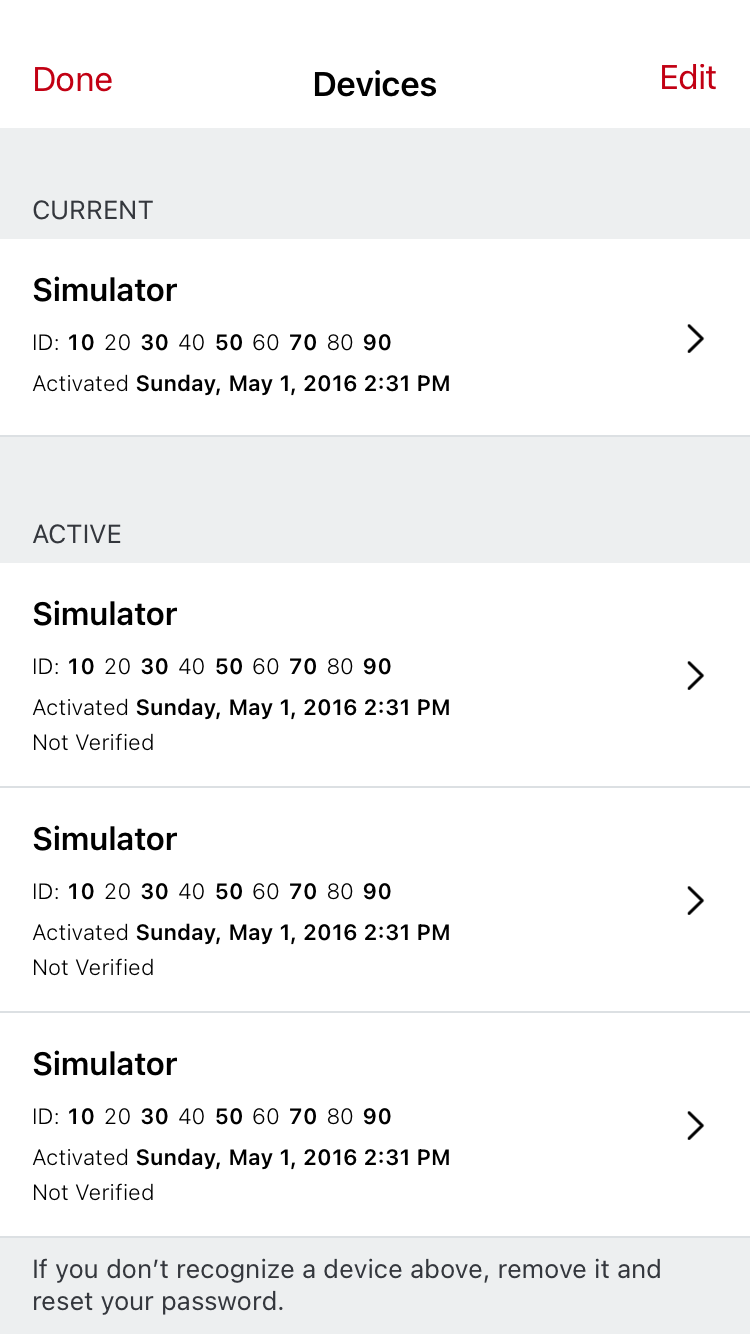 Done Devices Edit
CURRENT
Simulator
ID: 10 20 30 40 50 60 70 80 90
Activated Sunday, May 1, 2016 2:31 PM
ACTIVE
Simulator
ID: 10 20 30 40 50 60 70 80 90
Activated Sunday, May 1, 2016 2:31 PM
Not Verified
Simulator
ID: 10 20 30 40 50 60 70 80 90
Activated Sunday, May 1, 2016 2:31 PM
Not Verified
Simulator
ID: 10 20 30 40 50 60 70 80 90
Activated Sunday, May 1, 2016 2:31 PM
Not Verified
If you don’t recognize a device above, remove it and
reset your password.